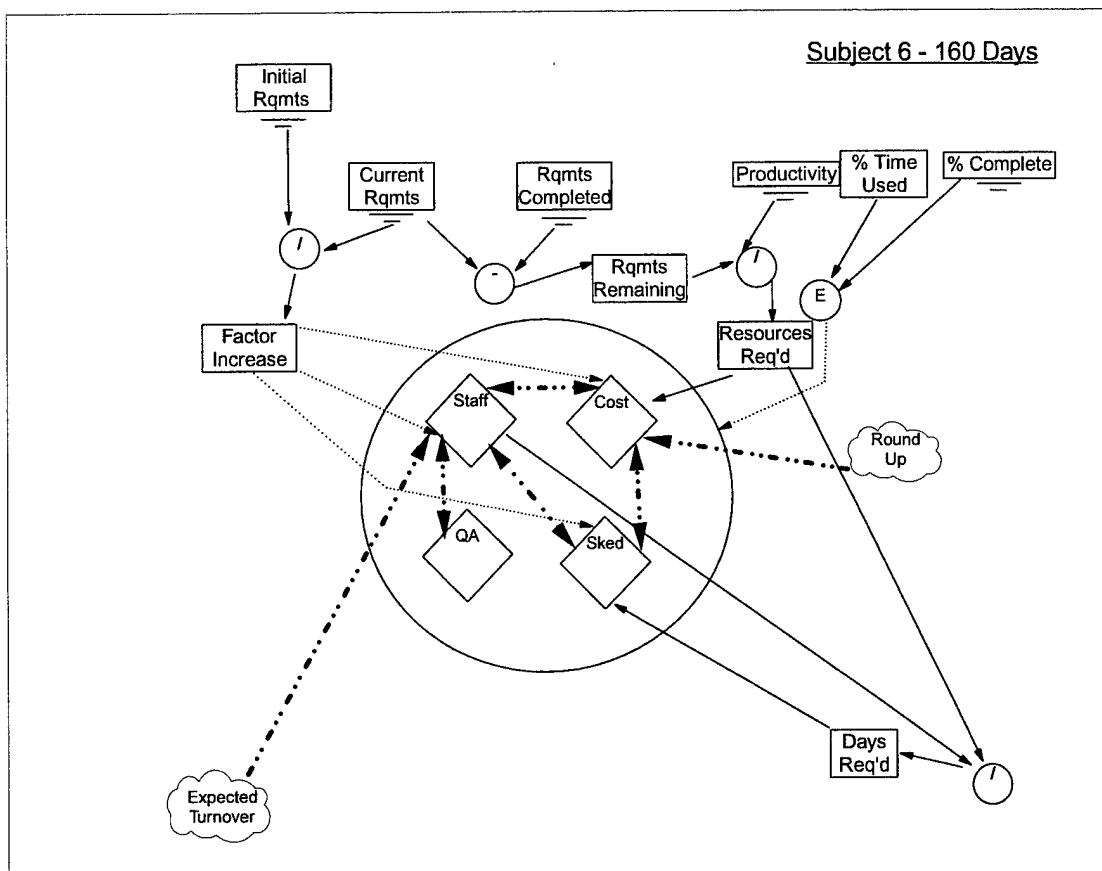 Subject 6 - 160 Days
Initial
Rqmts
Current
Rqmts
Rqmts
Completed
Productivity
% Time
Used
% Complete
/
-
Rqmts
Remaining
/
E
Factor
Increase
Resources
Req'd
Staff
Cost
Round
Up
QA
Sked
Days
Req'd
/
Expected
Turnover